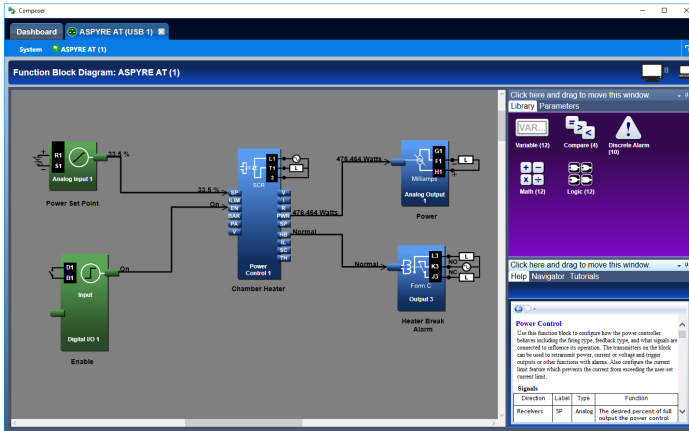 Composer
Dashboard
ASPYRE AT (USB 1)
System
ASPYRE AT (1)
Function Block Diagram: ASPYRE AT (1)
Click here and drag to move this window.
Library Parameters
VAR...
Variable (12)
Compare (4)
Discrete Alarm
(10)
Math (12)
Logic (12)
R1
S1
Analog Input 1
Power Set Point
33.5 %
33.5 %
On
SCR
L1
T1
3
SP
ILIM
EN
BAK
PA
V
V
I
R
PWR
SP
HB
IL
SC
TH
Power
Control 1
Chamber Heater
476.464 Watts
Normal
476.464 Watts
G1
F1
H1
L
Milliamps
Analog Output
1
Power
D1
B1
Input
Digital I/O 1
Enable
On
Normal
L3
K3
J3
L
NO
NC
L
Form C
Output 3
Heater Break
Alarm
L
Click here and drag to move this window.
Help Navigator Tutorials
Power Control
Use this function block to configure how the power controller
behaves including the firing type, feedback type, and what signals are
connected to influence its operation. The transmitters on the block
can be used to retransmit power, current or voltage and trigger
outputs or other functions with alarms. Also configure the current
limit feature which prevents the current from exceeding the user-set
current limit.
Signals
Direction Label Type Function
Receivers SP Analog The desired percent of full
output the power control